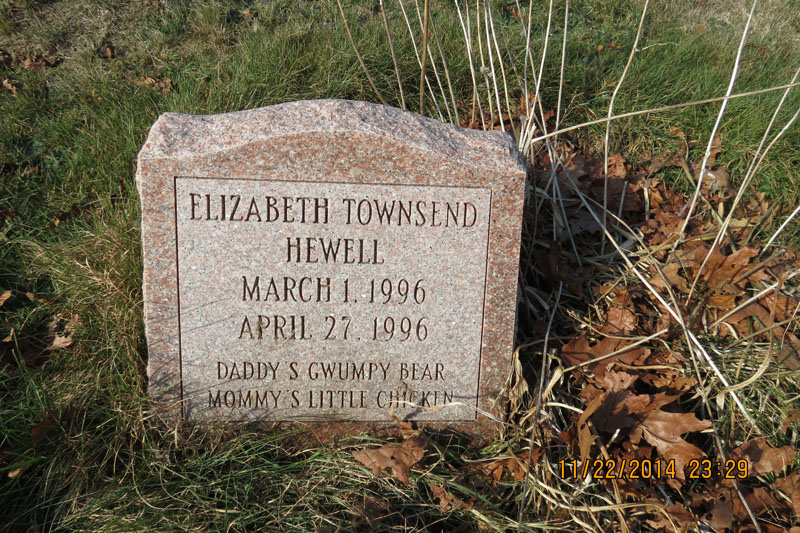 ELIZABETH TOWNSEND
HEWELL
MARCH 1, 1996
APRIL 27, 1996
DADDY'S GWUMPY BEAR
MOMMY'S LITTLE CHICKEN
11/22/2014 23:29